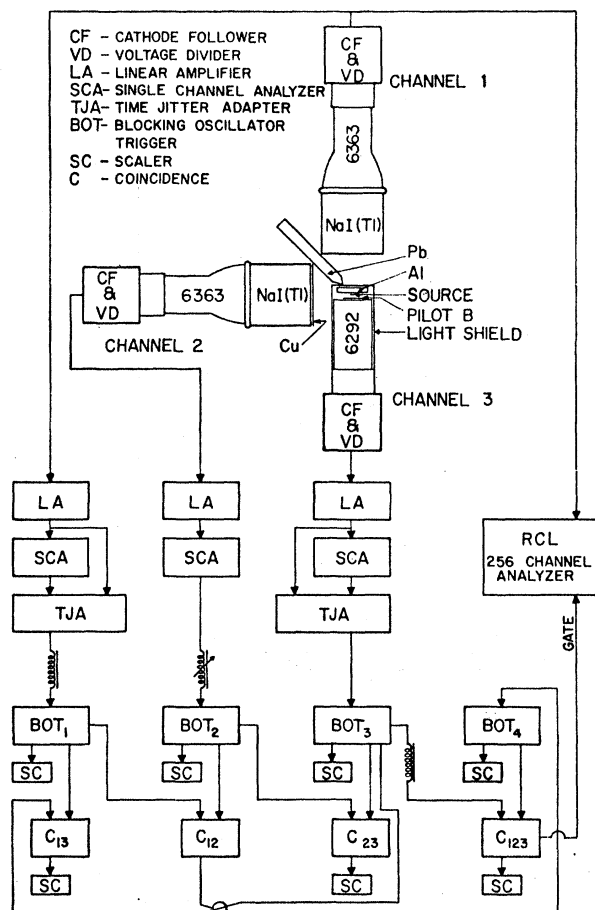 CF - CATHODE FOLLOWER
VD - VOLTAGE DIVIDER
LA - LINEAR AMPLIFIER
SCA- SINGLE CHANNEL ANALYZER
TJA- TIME JITTER ADAPTER
BOT- BLOCKING OSCILLATOR
TRIGGER
SC - SCALER
C - COINCIDENCE
CF
&
VD
CHANNEL 1
6363
NaI(Tl)
Pb
Al
SOURCE
PILOT B
LIGHT SHIELD
CF
&
VD
6363
NaI(Tl)
CHANNEL 2
Cu
6292
CHANNEL 3
CF
&
VD
LA
LA
LA
SCA
SCA
SCA
RCL
256 CHANNEL
ANALYZER
TJA
TJA
GATE
BOT₁
BOT₂
BOT₃
BOT₄
SC
SC
SC
SC
C₁₃
C₁₂
C₂₃
C₁₂₃
SC
SC
SC